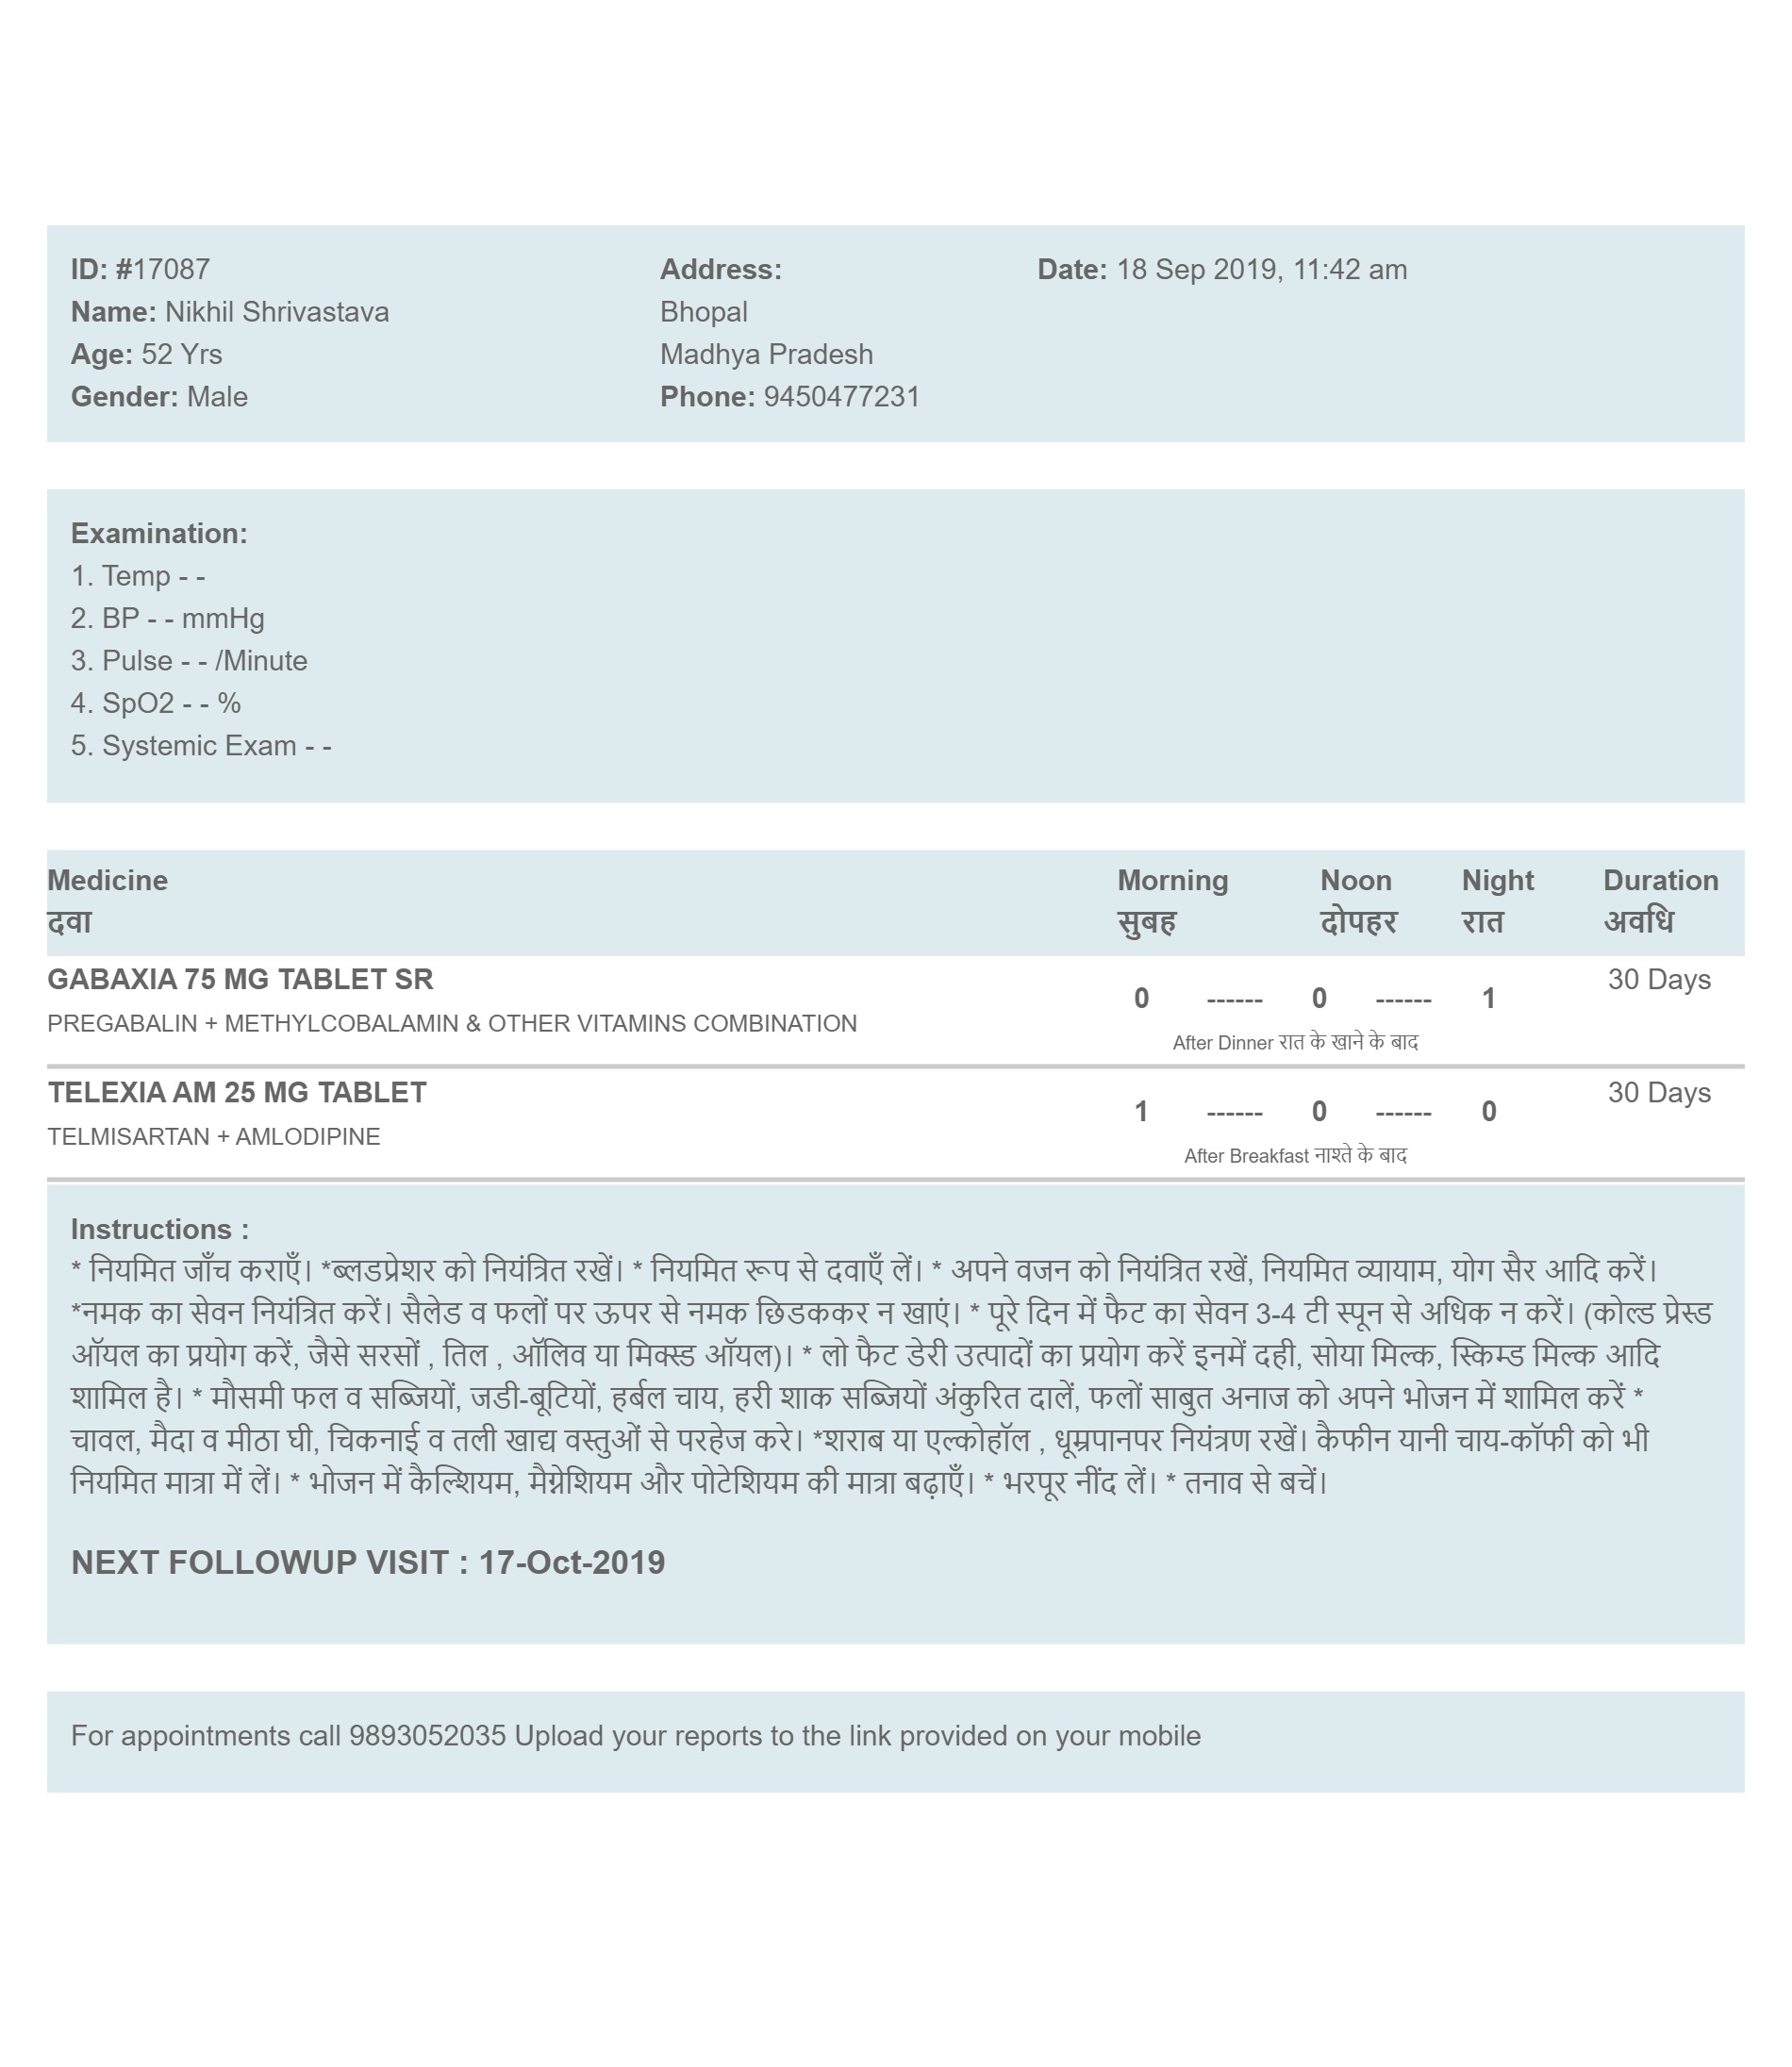 ID: #17087
Name: Nikhil Shrivastava
Age: 52 Yrs
Gender: Male
Address:
Bhopal
Madhya Pradesh
Phone: 9450477231
Date: 18 Sep 2019, 11:42 am
Examination:
1. Temp - -
2. BP - - mmHg
3. Pulse - - /Minute
4. SpO2 - - %
5. Systemic Exam - -
Medicine Morning Noon Night Duration
दवा सुबह दोपहर रात अवधि
GABAXIA 75 MG TABLET SR 0 ------ 0 ------ 1 30 Days
PREGABALIN + METHYLCOBALAMIN & OTHER VITAMINS COMBINATION
After Dinner रात के खाने के बाद
TELEXIA AM 25 MG TABLET 1 ------ 0 ------ 0 30 Days
TELMISARTAN + AMLODIPINE
After Breakfast नाश्ते के बाद
Instructions :
* नियमित जाँच कराएँ। *ब्लडप्रेशर को नियंत्रित रखें। * नियमित रूप से दवाएँ लें। * अपने वजन को नियंत्रित रखें, नियमित व्यायाम, योग सैर आदि करें।
*नमक का सेवन नियंत्रित करें। सैलेड व फलों पर ऊपर से नमक छिडककर न खाएं। * पूरे दिन में फैट का सेवन 3-4 टी स्पून से अधिक न करें। (कोल्ड प्रेस्ड
ऑयल का प्रयोग करें, जैसे सरसों , तिल , ऑलिव या मिक्स्ड ऑयल)। * लो फैट डेरी उत्पादों का प्रयोग करें इनमें दही, सोया मिल्क, स्किम्ड मिल्क आदि
शामिल है। * मौसमी फल व सब्जियों, जडी-बूटियों, हर्बल चाय, हरी शाक सब्जियों अंकुरित दालें, फलों साबुत अनाज को अपने भोजन में शामिल करें *
चावल, मैदा व मीठा घी, चिकनाई व तली खाद्य वस्तुओं से परहेज करे। *शराब या एल्कोहॉल , धूम्रपानपर नियंत्रण रखें। कैफीन यानी चाय-कॉफी को भी
नियमित मात्रा में लें। * भोजन में कैल्शियम, मैग्नेशियम और पोटेशियम की मात्रा बढ़ाएँ। * भरपूर नींद लें। * तनाव से बचें।
NEXT FOLLOWUP VISIT : 17-Oct-2019
For appointments call 9893052035 Upload your reports to the link provided on your mobile